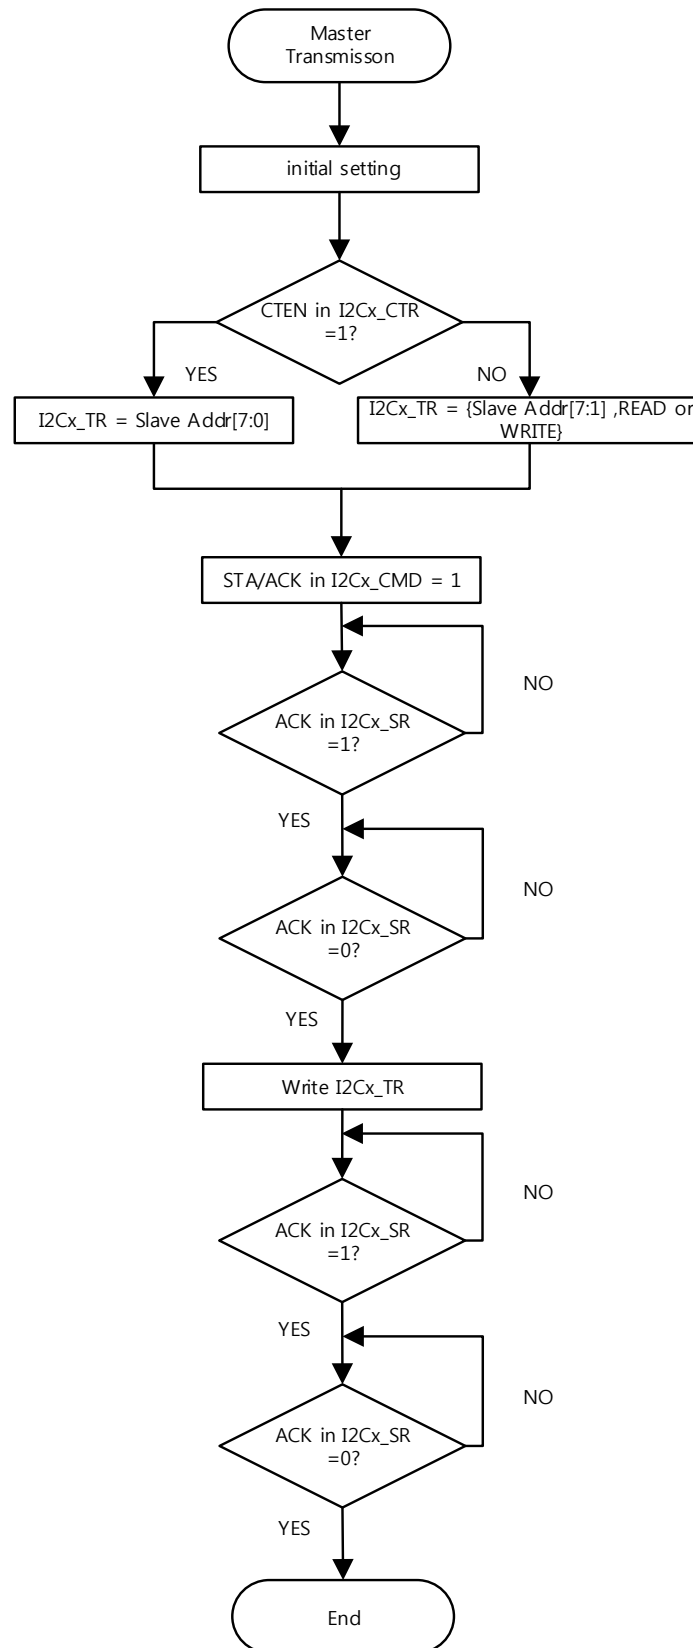 Master
Transmisson
initial setting
CTEN in I2Cx_CTR
=1?
YES
NO
I2Cx_TR = Slave Addr[7:0]
I2Cx_TR = {Slave Addr[7:1] ,READ or
WRITE}
STA/ACK in I2Cx_CMD = 1
NO
ACK in I2Cx_SR
=1?
YES
NO
ACK in I2Cx_SR
=0?
YES
Write I2Cx_TR
NO
ACK in I2Cx_SR
=1?
YES
NO
ACK in I2Cx_SR
=0?
YES
End